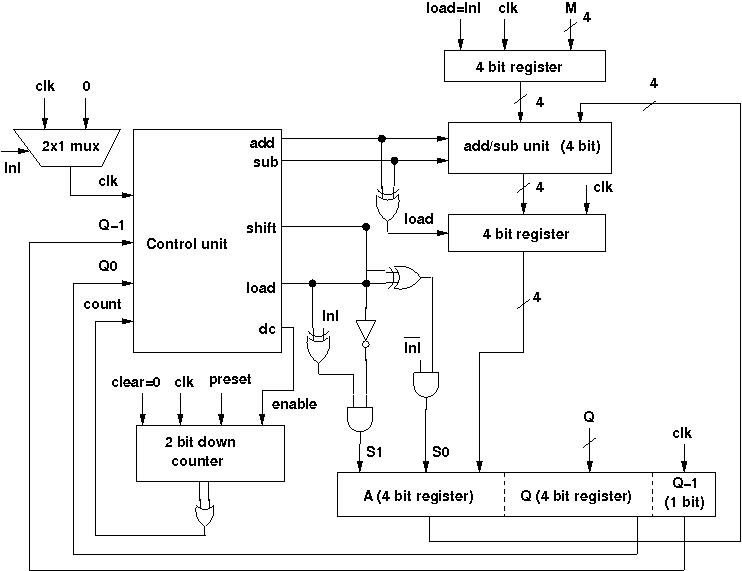 load=Inl clk M
4
4 bit register
4
4
clk 0
2x1 mux
Inl
clk
Q−1
Q0
count
Control unit
add
sub
shift
load
dc
add/sub unit (4 bit)
4
clk
load
4 bit register
4
Inl
Inl
clear=0 clk preset
enable
2 bit down
counter
S1
S0
Q
clk
A (4 bit register)
Q (4 bit register)
Q−1
(1 bit)